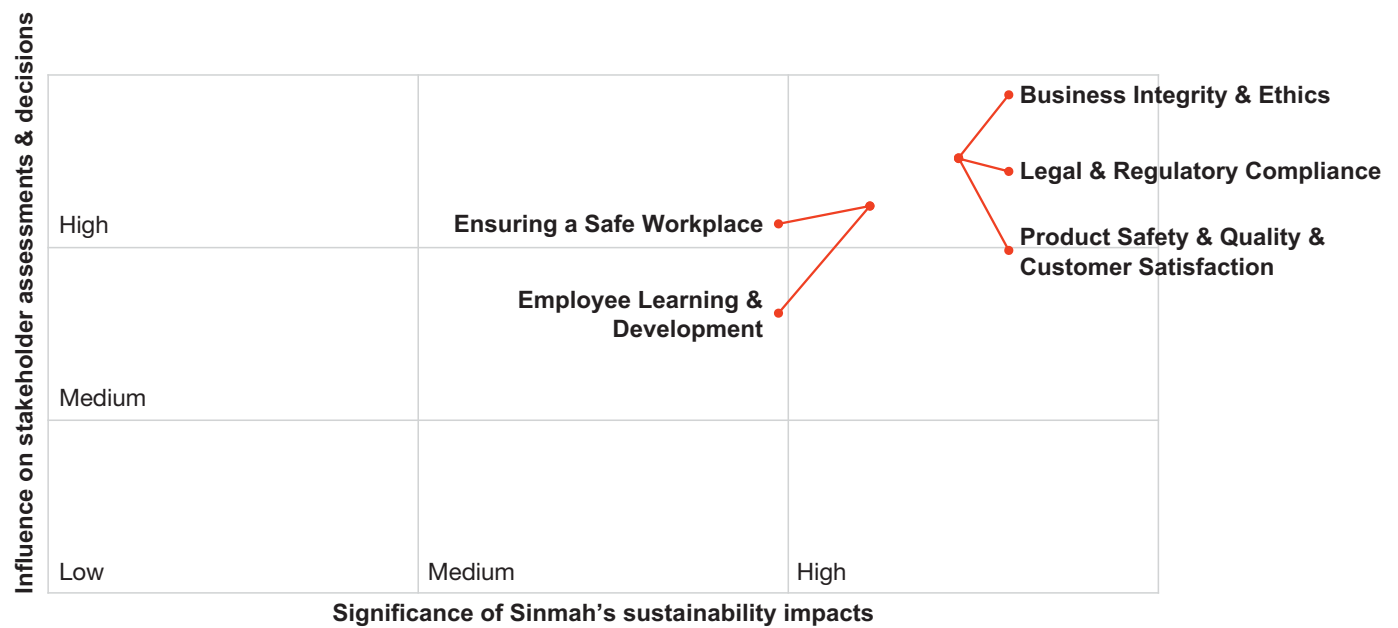 Influence on stakeholder assessments & decisions
Business Integrity & Ethics
Legal & Regulatory Compliance
High
Ensuring a Safe Workplace
Product Safety & Quality &
Customer Satisfaction
Employee Learning &
Development
Medium
Low
Medium
High
Significance of Sinmah’s sustainability impacts